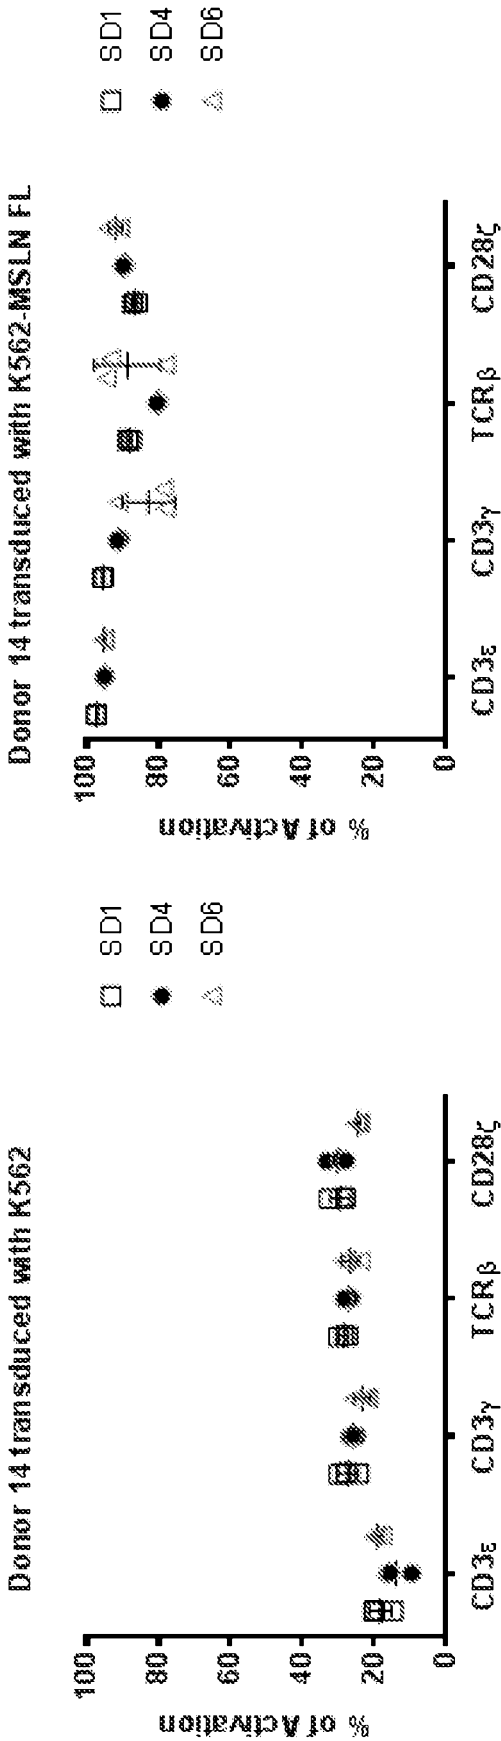 Donor 14 transduced with K562
% of Activation
100
80
60
40
20
0
CD3ε
CD3γ
TCRβ
CD28ζ
SD1
SD4
SD6
Donor 14 transduced with K562-MSLN FL
% of Activation
100
80
60
40
20
0
CD3ε
CD3γ
TCRβ
CD28ζ
SD1
SD4
SD6